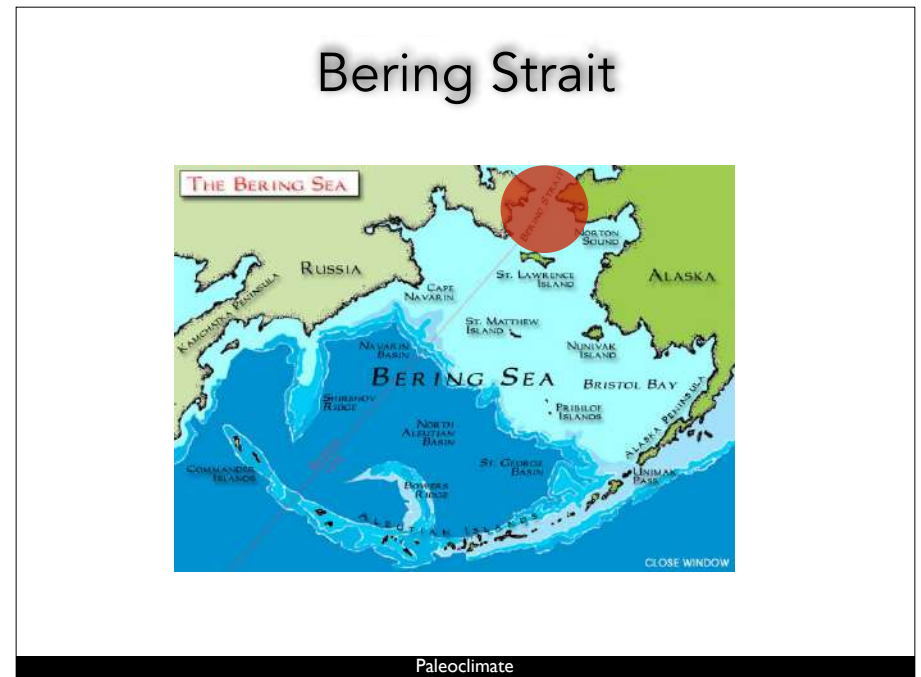 Bering Strait
THE BERING SEA
BERING STRAIT
NORTON
SOUND
RUSSIA
ST. LAWRENCE
ISLAND
ALASKA
CAPE
NAVARIN
KAMCHATKA PENINSULA
ST. MATTHEW
ISLAND
NAVARIN
BASIN
NUNIVAK
ISLAND
BERING SEA
BRISTOL BAY
SHIRSHOV
RIDGE
PRIBILOF
ISLANDS
NORTH
ALEUTIAN
BASIN
ALASKA PENINSULA
ST. GEORGE
BASIN
COMMANDER
ISLANDS
UNIMAK
PASS
BOWERS
RIDGE
ALEUTIAN ISLANDS
CLOSE WINDOW
Paleoclimate